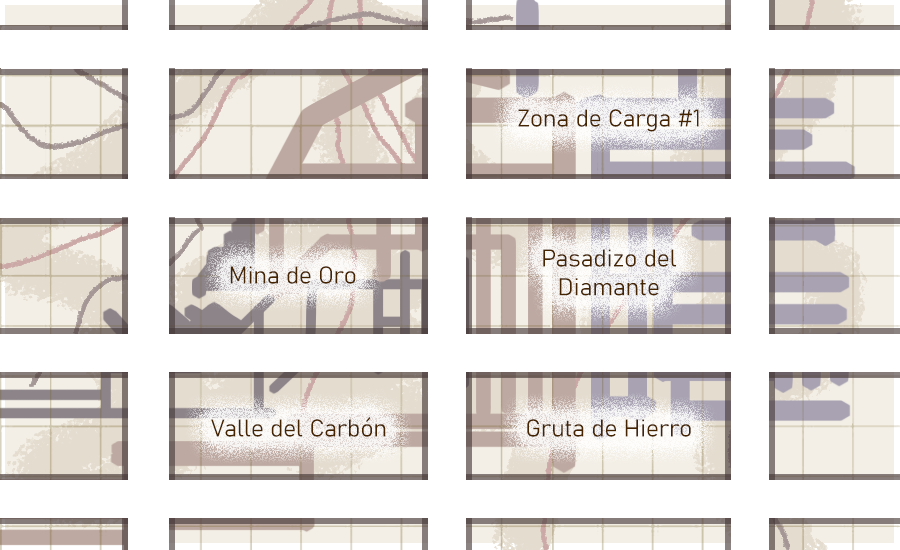 Zona de Carga #1
Mina de Oro
Pasadizo del
Diamante
Valle del Carbón
Gruta de Hierro